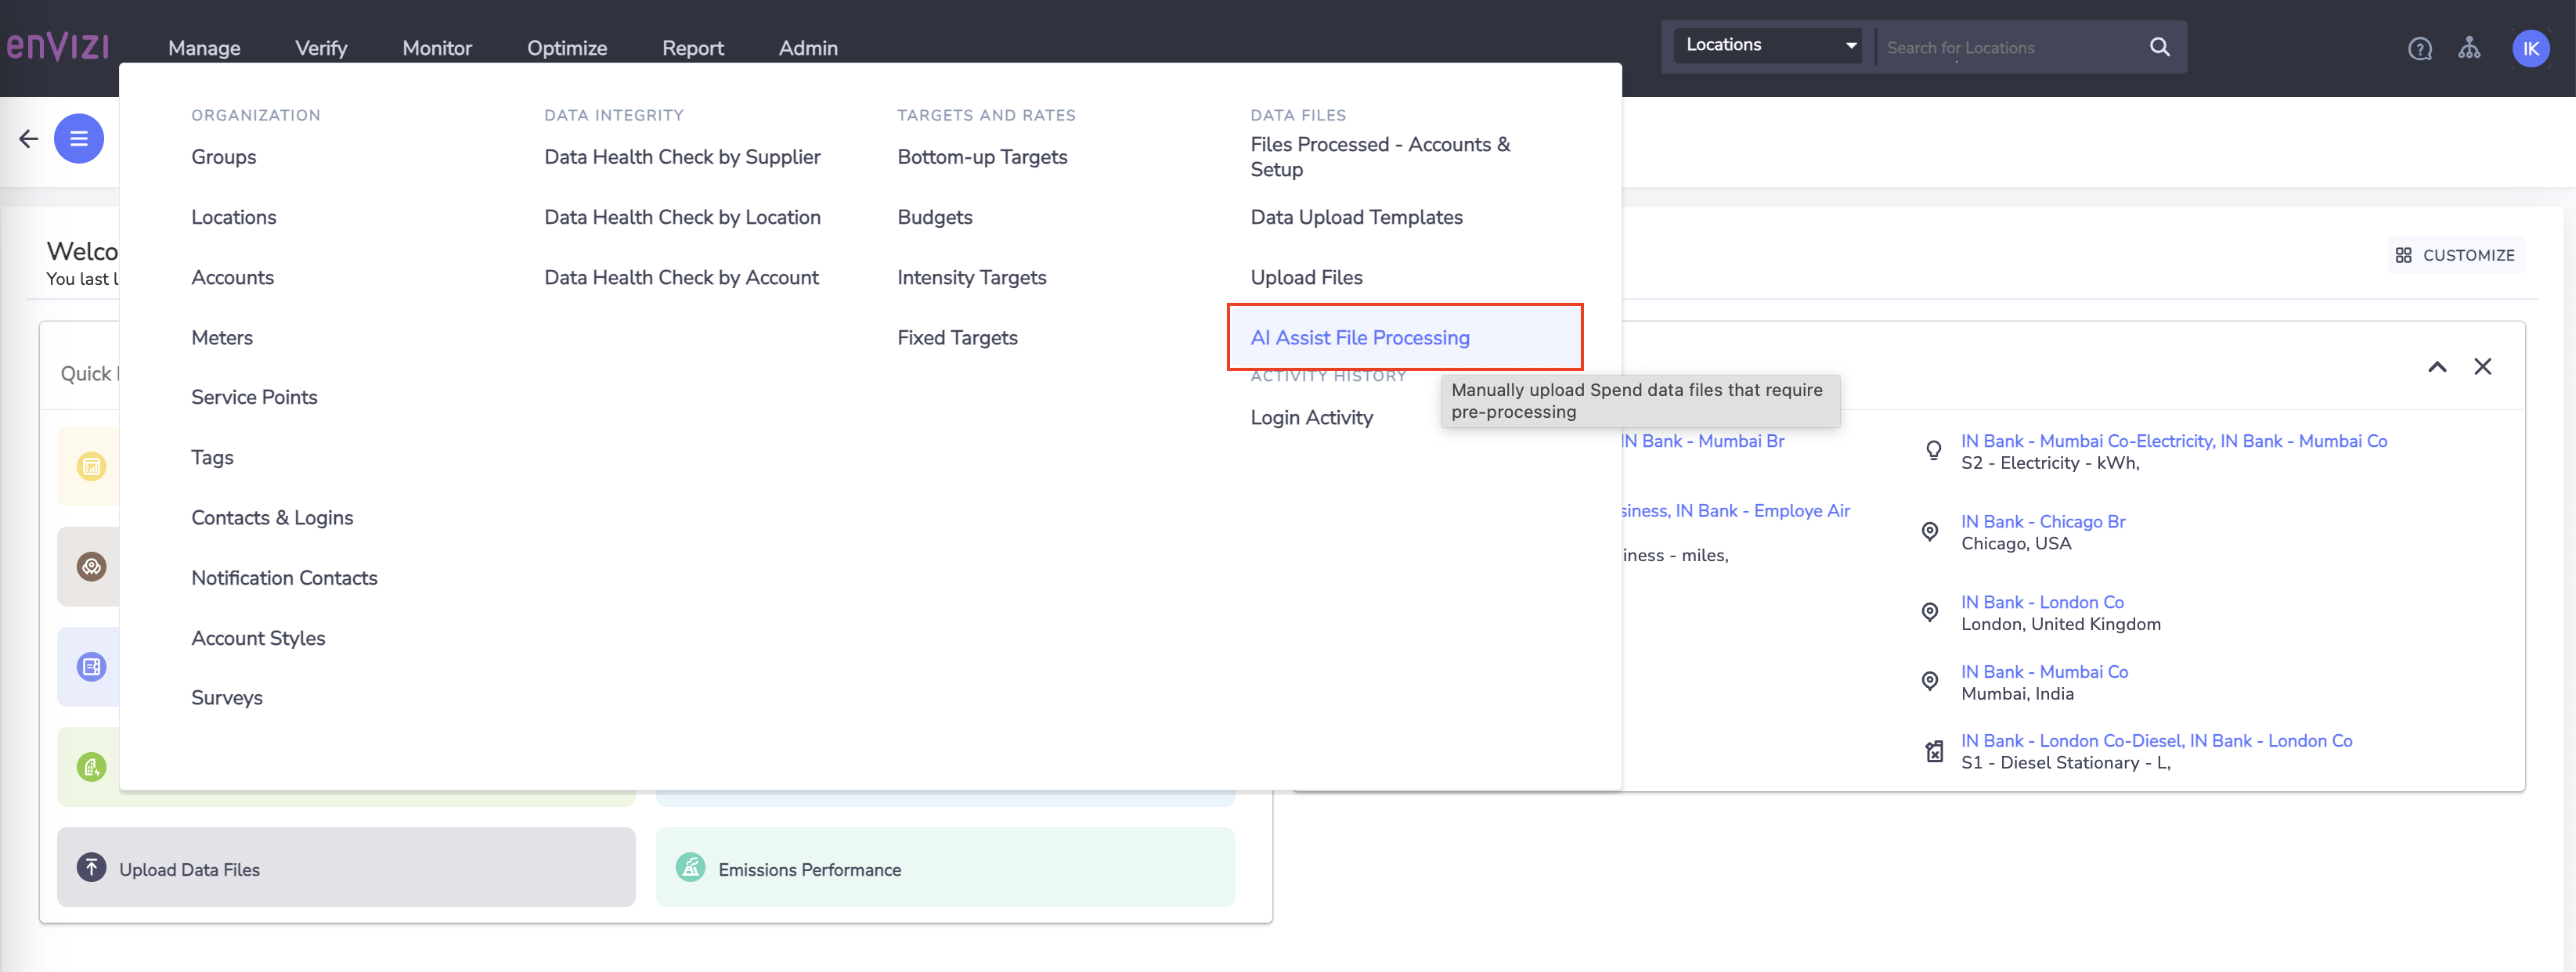 enVizi
Manage
Verify
Monitor
Optimize
Report
Admin
Locations
Search for Locations
IK
ORGANIZATION
Groups
Locations
Accounts
Meters
Service Points
Tags
Contacts & Logins
Notification Contacts
Account Styles
Surveys
DATA INTEGRITY
Data Health Check by Supplier
Data Health Check by Location
Data Health Check by Account
TARGETS AND RATES
Bottom-up Targets
Budgets
Intensity Targets
Fixed Targets
DATA FILES
Files Processed - Accounts &
Setup
Data Upload Templates
Upload Files
AI Assist File Processing
ACTIVITY HISTORY
Login Activity
Manually upload Spend data files that require
pre-processing
Welco
You last l
CUSTOMIZE
Quick
Upload Data Files
Emissions Performance
IN Bank - Mumbai Br
siness, IN Bank - Employe Air
iness - miles,
IN Bank - Mumbai Co-Electricity, IN Bank - Mumbai Co
S2 - Electricity - kWh,
IN Bank - Chicago Br
Chicago, USA
IN Bank - London Co
London, United Kingdom
IN Bank - Mumbai Co
Mumbai, India
IN Bank - London Co-Diesel, IN Bank - London Co
S1 - Diesel Stationary - L,